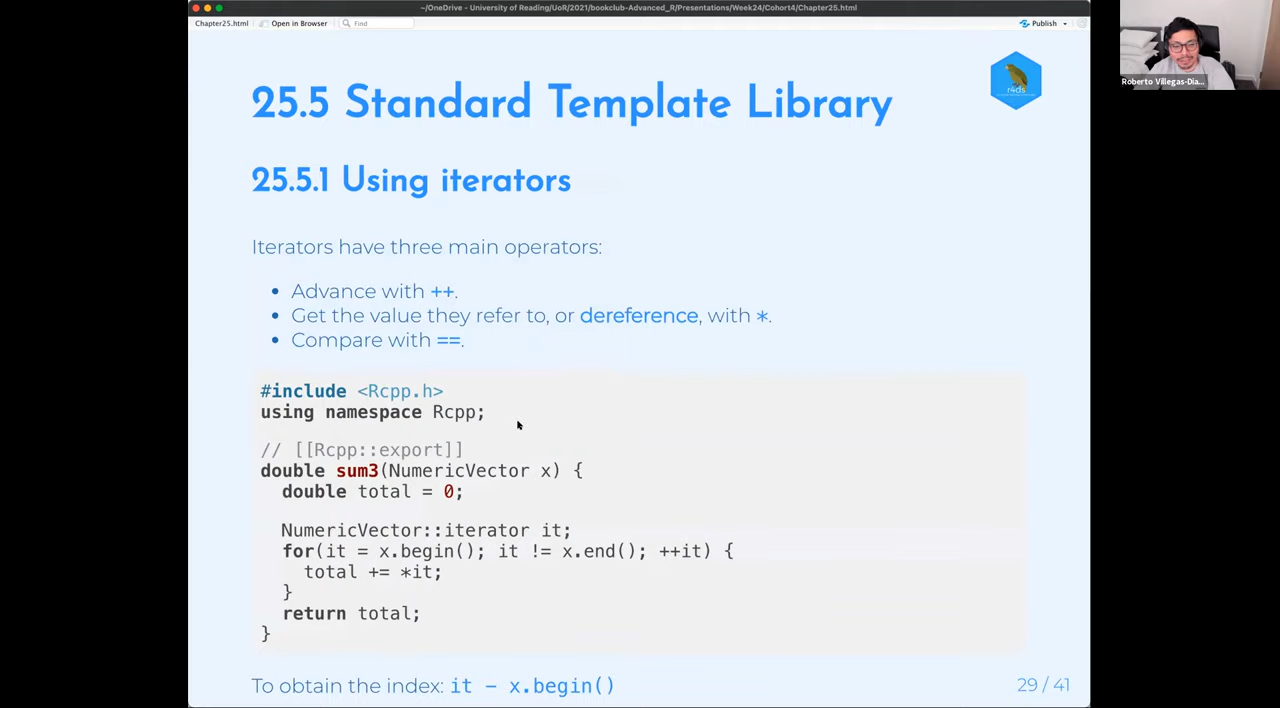 ~/OneDrive - University of Reading/UoR/2021/bookclub-Advanced_R/Presentations/Week24/Cohort4/Chapter25.html
Chapter25.html Open in Browser Find Publish
Roberto Villegas-Dia...
r4ds
25.5 Standard Template Library
25.5.1 Using iterators
Iterators have three main operators:
• Advance with ++.
• Get the value they refer to, or dereference, with *.
• Compare with ==.
#include <Rcpp.h>
using namespace Rcpp;
// [[Rcpp::export]]
double sum3(NumericVector x) {
  double total = 0;
  NumericVector::iterator it;
  for(it = x.begin(); it != x.end(); ++it) {
    total += *it;
  }
  return total;
}
To obtain the index: it - x.begin()
29 / 41